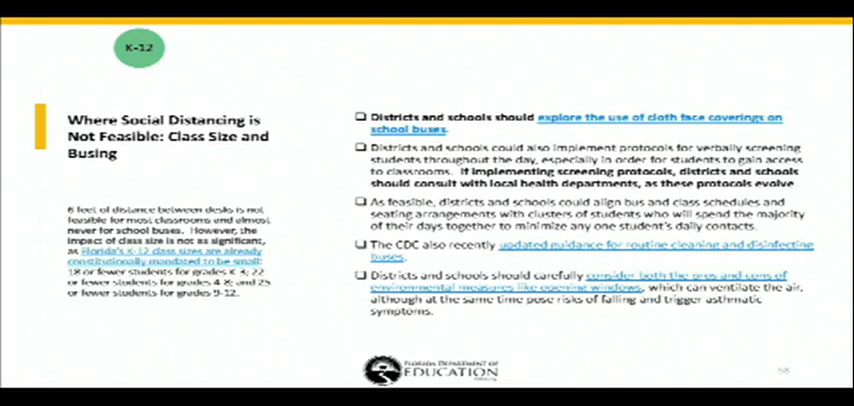 K-12
Where Social Distancing is
Not Feasible: Class Size and
Busing
6 feet of distance between desks is not
feasible for most classrooms and almost
never for school buses. However, the
impact of class size is not as significant,
as Florida's K-12 class sizes are already
constitutionally mandated to be small:
18 or fewer students for grades K-3; 22
or fewer students for grades 4-8; and 25
or fewer students for grades 9-12.
❑ Districts and schools should explore the use of cloth face coverings on
school buses.
❑ Districts and schools could also implement protocols for verbally screening
students throughout the day, especially in order for students to gain access
to classrooms. If implementing screening protocols, districts and schools
should consult with local health departments, as these protocols evolve
❑ As feasible, districts and schools could align bus and class schedules and
seating arrangements with clusters of students who will spend the majority
of their days together to minimize any one student's daily contacts.
❑ The CDC also recently updated guidance for routine cleaning and disinfecting
buses.
❑ Districts and schools should carefully consider both the pros and cons of
environmental measures like opening windows, which can ventilate the air,
although at the same time pose risks of falling and trigger asthmatic
symptoms.
FLORIDA DEPARTMENT OF
EDUCATION